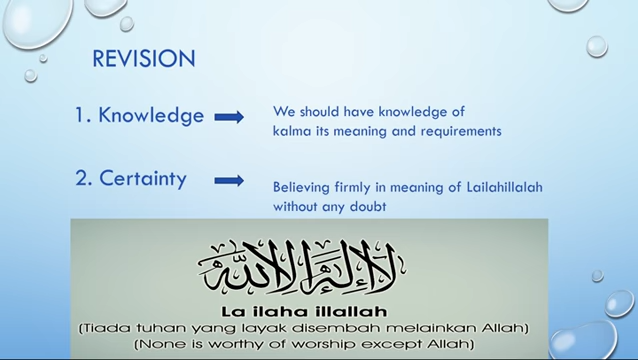 REVISION
1. Knowledge
We should have knowledge of
kalma its meaning and requirements
2. Certainty
Believing firmly in meaning of Lailahillalah
without any doubt
لا إله إلا الله
La ilaha illallah
(Tiada tuhan yang layak disembah melainkan Allah)
(None is worthy of worship except Allah)